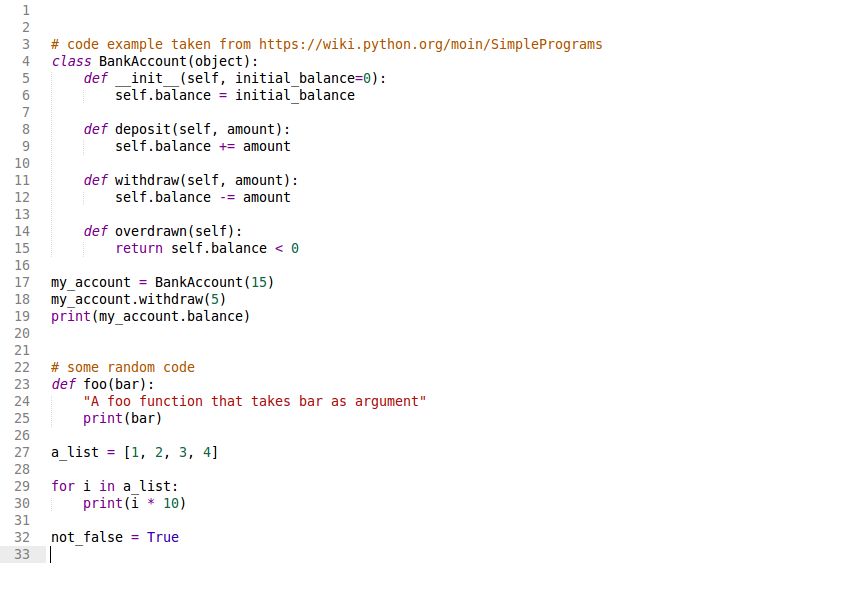 1
2
3 # code example taken from https://wiki.python.org/moin/SimplePrograms
4 class BankAccount(object):
5     def __init__(self, initial_balance=0):
6         self.balance = initial_balance
7
8     def deposit(self, amount):
9         self.balance += amount
10
11     def withdraw(self, amount):
12         self.balance -= amount
13
14     def overdrawn(self):
15         return self.balance < 0
16
17 my_account = BankAccount(15)
18 my_account.withdraw(5)
19 print(my_account.balance)
20
21
22 # some random code
23 def foo(bar):
24     "A foo function that takes bar as argument"
25     print(bar)
26
27 a_list = [1, 2, 3, 4]
28
29 for i in a_list:
30     print(i * 10)
31
32 not_false = True
33